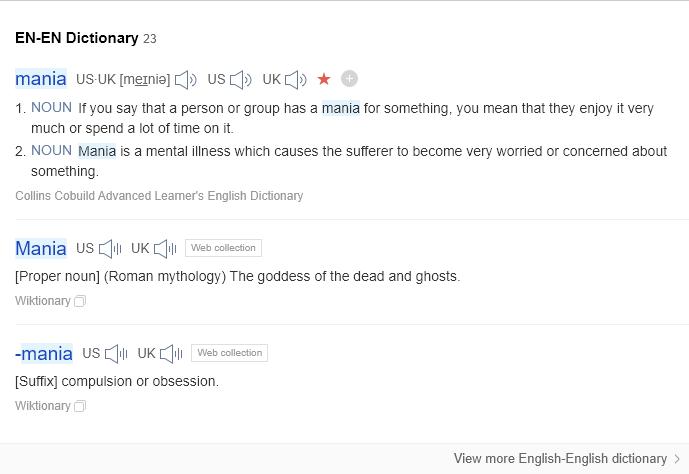 EN-EN Dictionary 23
mania US·UK [meɪniə] US UK
1. NOUN If you say that a person or group has a mania for something, you mean that they enjoy it very
much or spend a lot of time on it.
2. NOUN Mania is a mental illness which causes the sufferer to become very worried or concerned about
something.
Collins Cobuild Advanced Learner's English Dictionary
Mania US UK Web collection
[Proper noun] (Roman mythology) The goddess of the dead and ghosts.
Wiktionary
-mania US UK Web collection
[Suffix] compulsion or obsession.
Wiktionary
View more English-English dictionary >